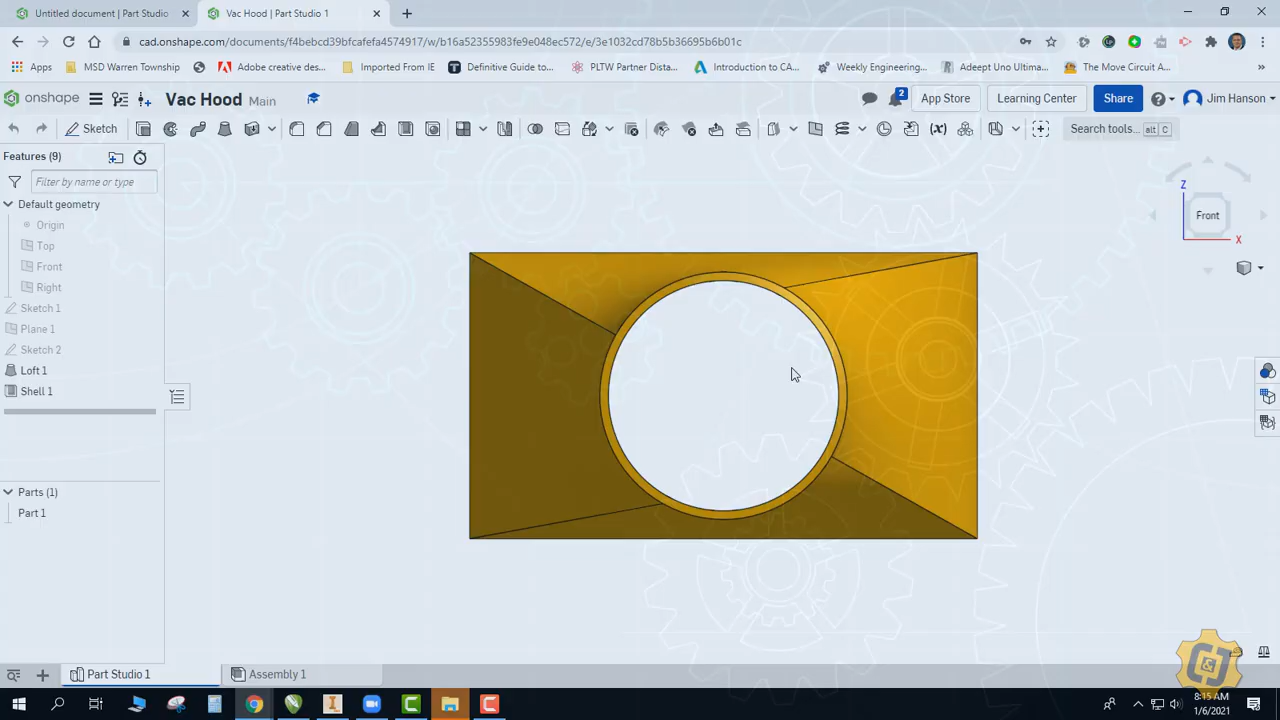 Untitled document | Part Studio
Vac Hood | Part Studio 1
cad.onshape.com/documents/f4bebcd39bfcafefa4574917/w/b16a52355983fe9e048ec572/e/3e1032cd78b5b36695b6b01c
Apps
MSD Warren Township
Adobe creative des...
Imported From IE
Definitive Guide to...
PLTW Partner Dista...
Introduction to CA...
Weekly Engineering...
Adeept Uno Ultima...
The Move Circuit A...
»
onshape
Vac Hood Main
2
App Store
Learning Center
Share
Jim Hanson
Sketch
(x)
Search tools... alt C
Features (9)
Filter by name or type
Default geometry
Origin
Top
Front
Right
Sketch 1
Plane 1
Sketch 2
Loft 1
Shell 1
Parts (1)
Part 1
Z
Front
X
Part Studio 1
Assembly 1
C&J
8:15 AM
1/6/2021